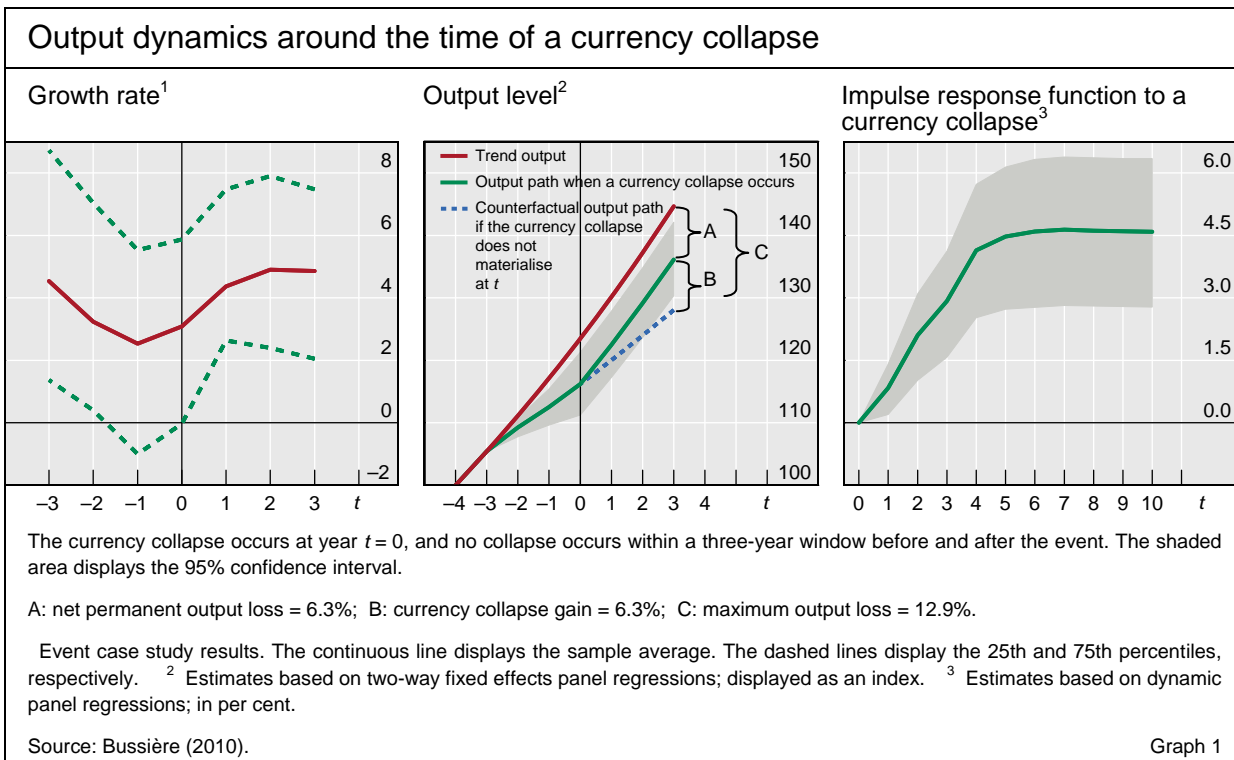 Output dynamics around the time of a currency collapse
Growth rate¹
Output level²
Impulse response function to a
currency collapse³
8
6
4
2
0
–2
–3 –2 –1 0 1 2 3 t
Trend output
Output path when a currency collapse occurs
Counterfactual output path
if the currency collapse
does not
materialise
at t
A
B
C
150
140
130
120
110
100
–4 –3 –2 –1 0 1 2 3 4 t
6.0
4.5
3.0
1.5
0.0
0 1 2 3 4 5 6 7 8 9 10 t
The currency collapse occurs at year t = 0, and no collapse occurs within a three-year window before and after the event. The shaded
area displays the 95% confidence interval.
A: net permanent output loss = 6.3%; B: currency collapse gain = 6.3%; C: maximum output loss = 12.9%.
Event case study results. The continuous line displays the sample average. The dashed lines display the 25th and 75th percentiles,
respectively. ² Estimates based on two-way fixed effects panel regressions; displayed as an index. ³ Estimates based on dynamic
panel regressions; in per cent.
Source: Bussière (2010).
Graph 1